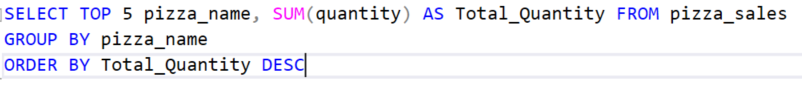 SELECT TOP 5 pizza_name, SUM(quantity) AS Total_Quantity FROM pizza_sales
GROUP BY pizza_name
ORDER BY Total_Quantity DESC